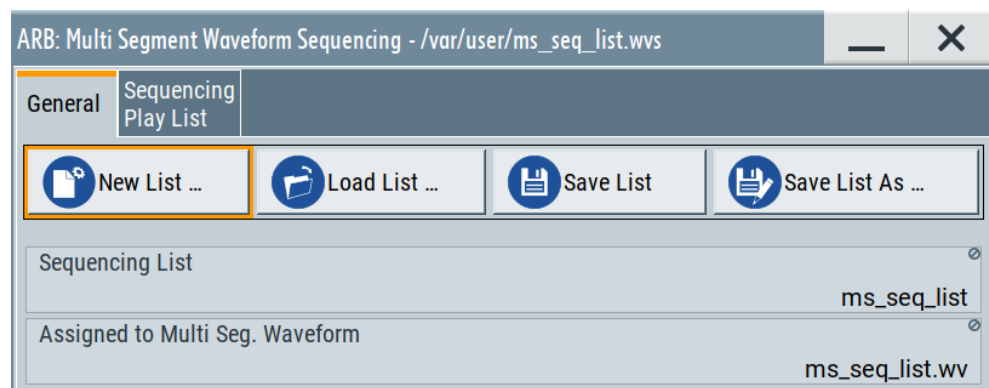 ARB: Multi Segment Waveform Sequencing - /var/user/ms_seq_list.wvs
General
Sequencing
Play List
New List ...
Load List ...
Save List
Save List As ...
Sequencing List
ms_seq_list
Assigned to Multi Seg. Waveform
ms_seq_list.wv